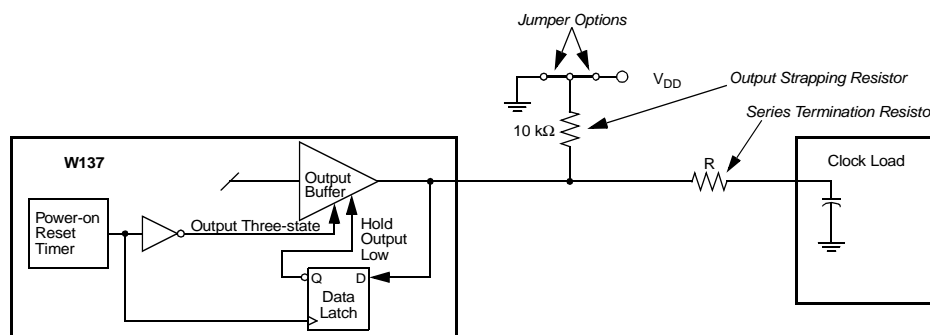 Jumper Options
V_DD
Output Strapping Resistor
10 kΩ
Series Termination Resisto
W137
R
Clock Load
Output
Buffer
Power-on
Reset
Timer
Output Three-state
Hold
Output
Low
Q
D
Data
Latch